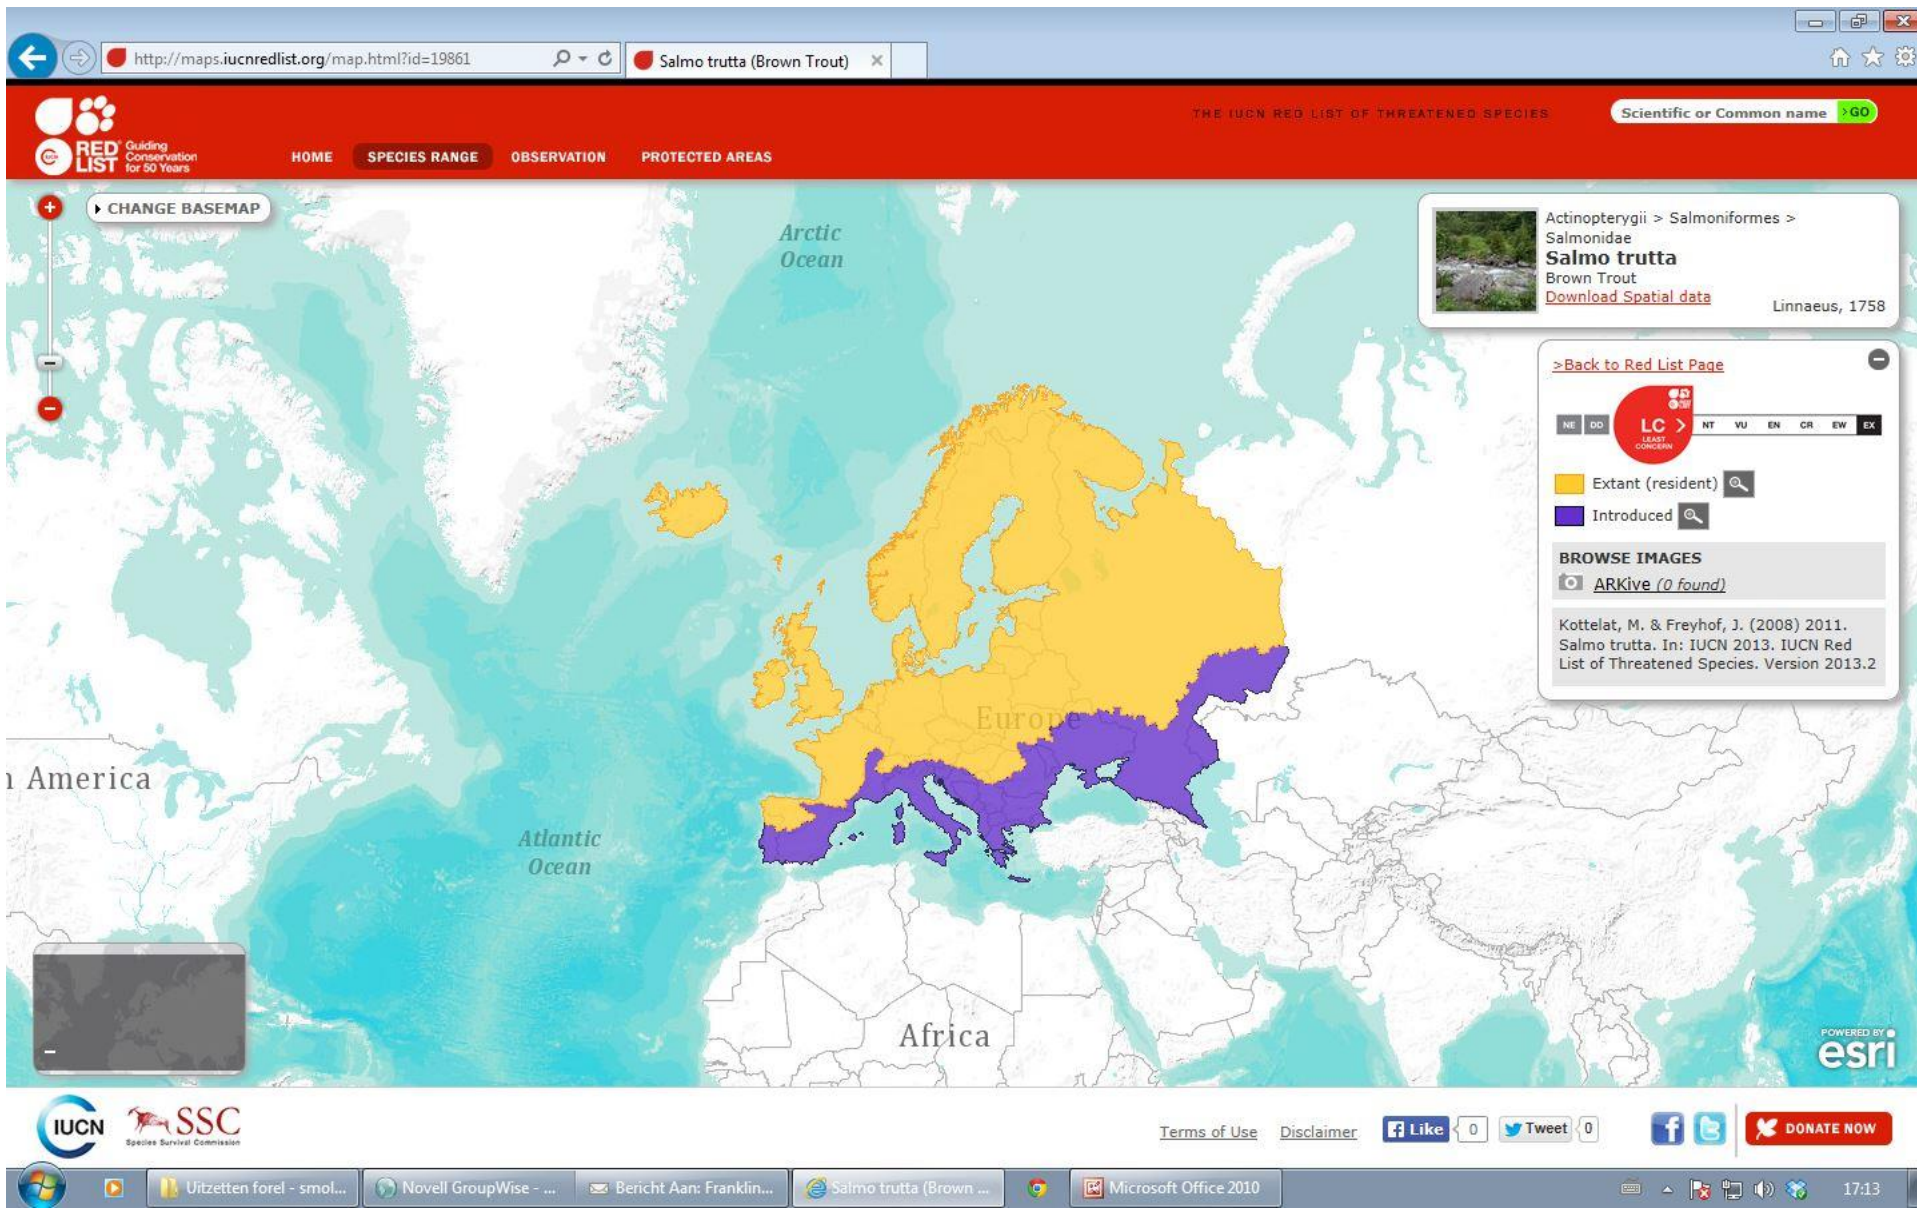 http://maps.iucnredlist.org/map.html?id=19861
Salmo trutta (Brown Trout)
THE IUCN RED LIST OF THREATENED SPECIES
Scientific or Common name
>GO
IUCN
RED
LIST
Guiding
Conservation
for 50 Years
HOME
SPECIES RANGE
OBSERVATION
PROTECTED AREAS
CHANGE BASEMAP
Arctic
Ocean
Actinopterygii > Salmoniformes >
Salmonidae
Salmo trutta
Brown Trout
Download Spatial data
Linnaeus, 1758
>Back to Red List Page
NE DD LC > NT VU EN CR EW EX
LEAST
CONCERN
Extant (resident)
Introduced
BROWSE IMAGES
ARKive (0 found)
Kottelat, M. & Freyhof, J. (2008) 2011.
Salmo trutta. In: IUCN 2013. IUCN Red
List of Threatened Species. Version 2013.2
Europe
America
Atlantic
Ocean
Africa
POWERED BY
esri
IUCN
SSC
Species Survival Commission
Terms of Use
Disclaimer
Like
0
Tweet
0
DONATE NOW
Uitzetten forel - smol...
Novell GroupWise - ...
Bericht Aan: Franklin...
Salmo trutta (Brown ...
Microsoft Office 2010
17:13